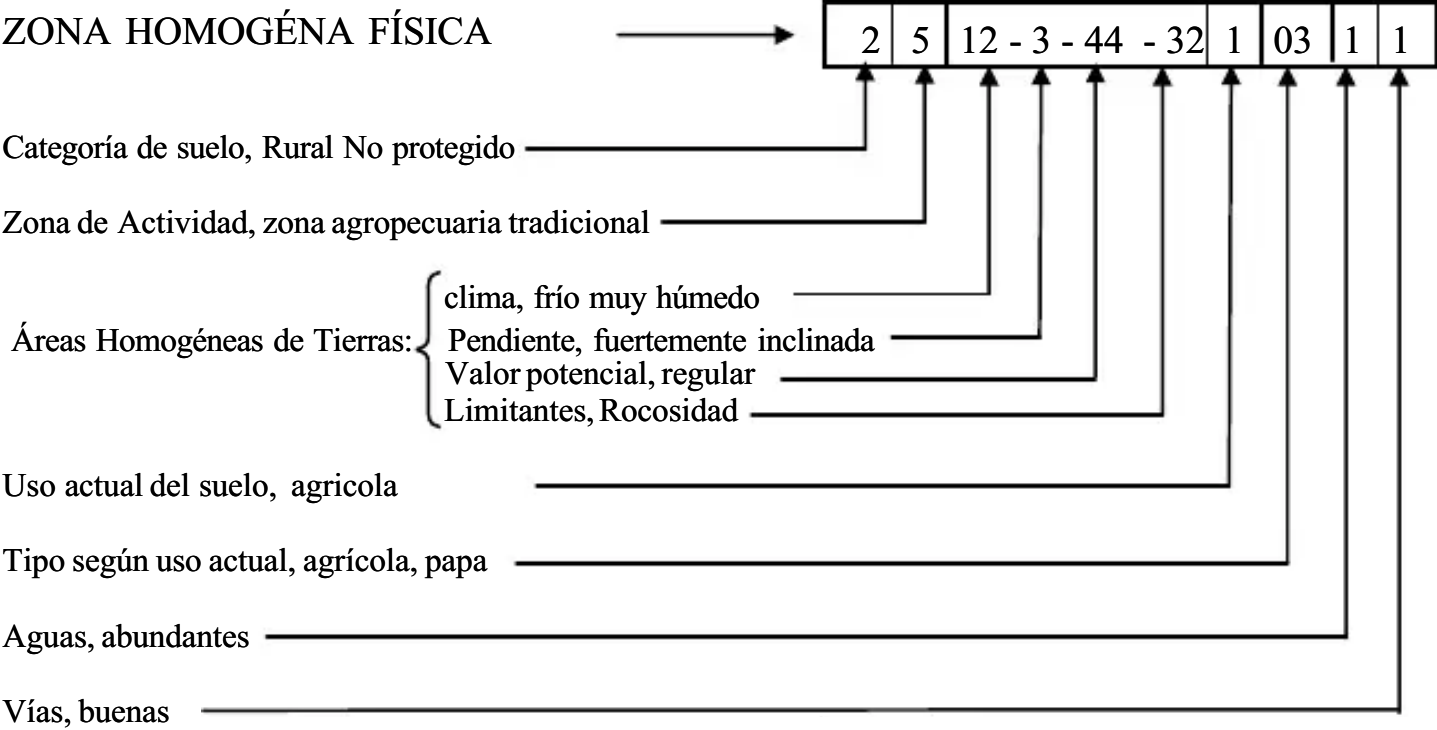 ZONA HOMOGÉNA FÍSICA 2 5 12 - 3 - 44 - 32 1 03 1 1
Categoría de suelo, Rural No protegido
Zona de Actividad, zona agropecuaria tradicional
clima, frío muy húmedo
Áreas Homogéneas de Tierras: Pendiente, fuertemente inclinada
Valor potencial, regular
Limitantes, Rocosidad
Uso actual del suelo, agricola
Tipo según uso actual, agrícola, papa
Aguas, abundantes
Vías, buenas